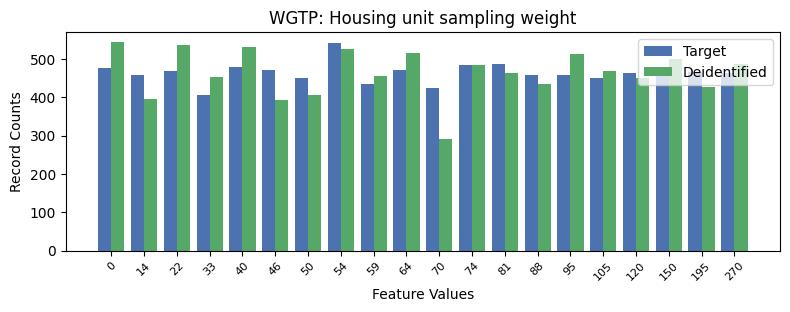 WGTP: Housing unit sampling weight
Target
Deidentified
Record Counts
500
400
300
200
100
0
0 14 22 33 40 46 50 54 59 64 70 74 81 88 95 105 120 150 195 270
Feature Values